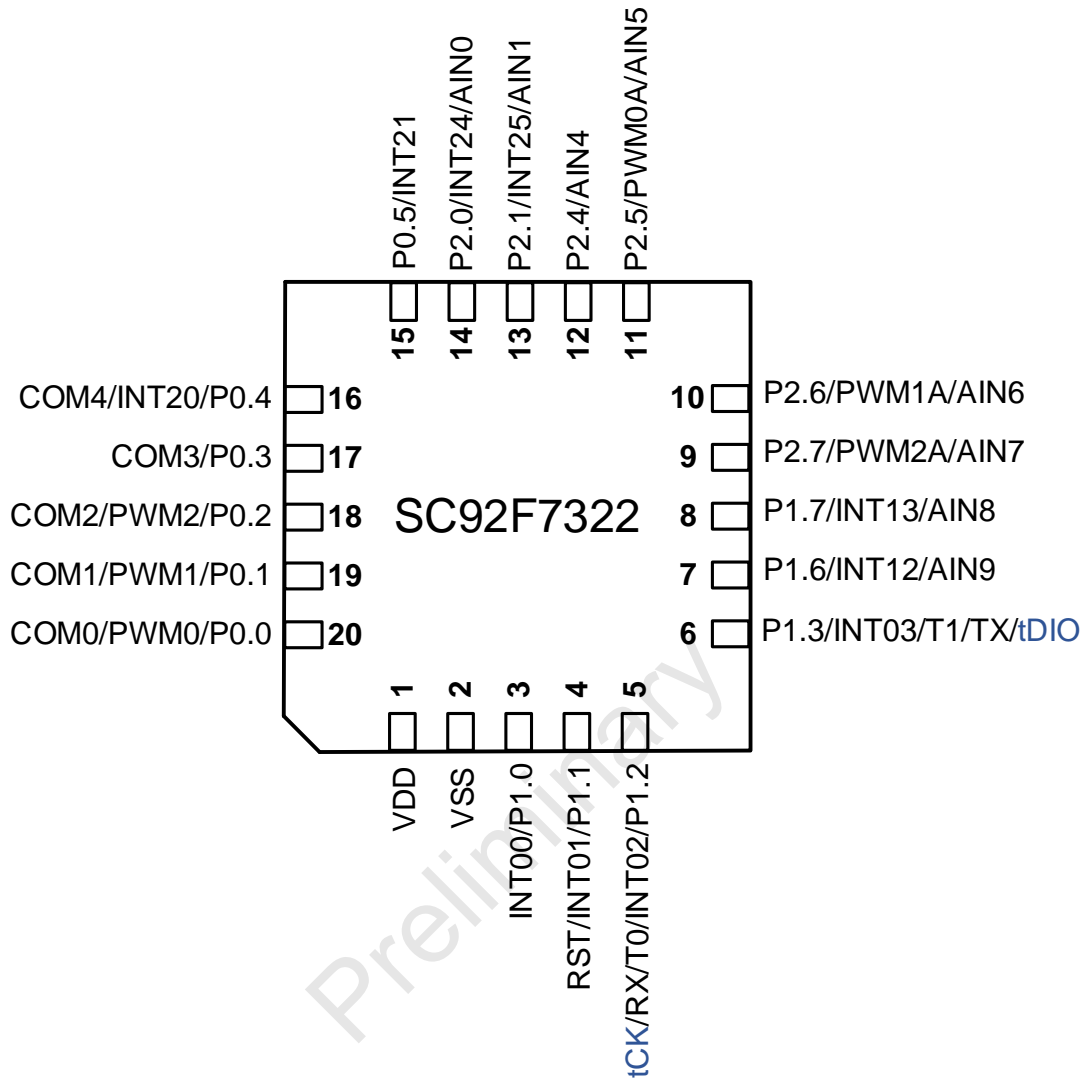 P0.5/INT21
P2.0/INT24/AIN0
P2.1/INT25/AIN1
P2.4/AIN4
P2.5/PWM0A/AIN5
15
14
13
12
11
COM4/INT20/P0.4
16
10
P2.6/PWM1A/AIN6
COM3/P0.3
17
9
P2.7/PWM2A/AIN7
COM2/PWM2/P0.2
18
SC92F7322
8
P1.7/INT13/AIN8
COM1/PWM1/P0.1
19
7
P1.6/INT12/AIN9
COM0/PWM0/P0.0
20
6
P1.3/INT03/T1/TX/tDIO
1
2
3
4
5
VDD
VSS
INT00/P1.0
RST/INT01/P1.1
tCK/RX/T0/INT02/P1.2
Preliminary